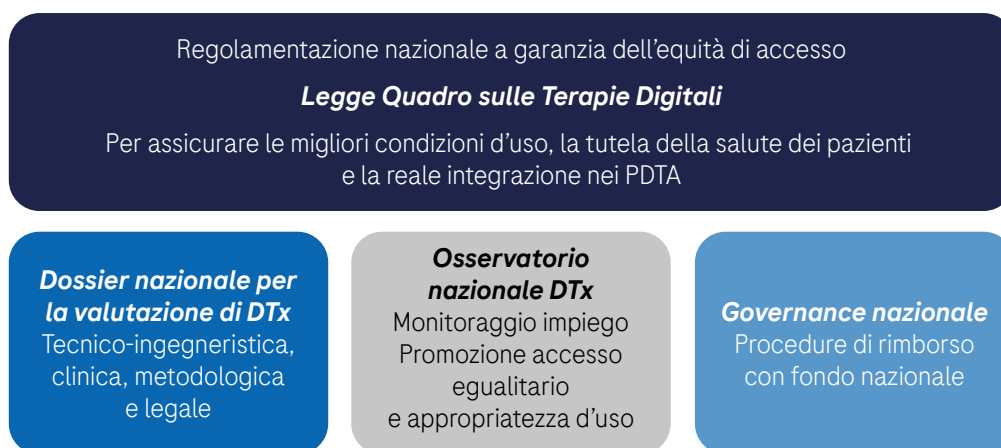 Regolamentazione nazionale a garanzia dell'equità di accesso
Legge Quadro sulle Terapie Digitali
Per assicurare le migliori condizioni d'uso, la tutela della salute dei pazienti
e la reale integrazione nei PDTA
Dossier nazionale per
la valutazione di DTx
Tecnico-ingegneristica,
clinica, metodologica
e legale
Osservatorio
nazionale DTx
Monitoraggio impiego
Promozione accesso
egualitario
e appropriatezza d'uso
Governance nazionale
Procedure di rimborso
con fondo nazionale